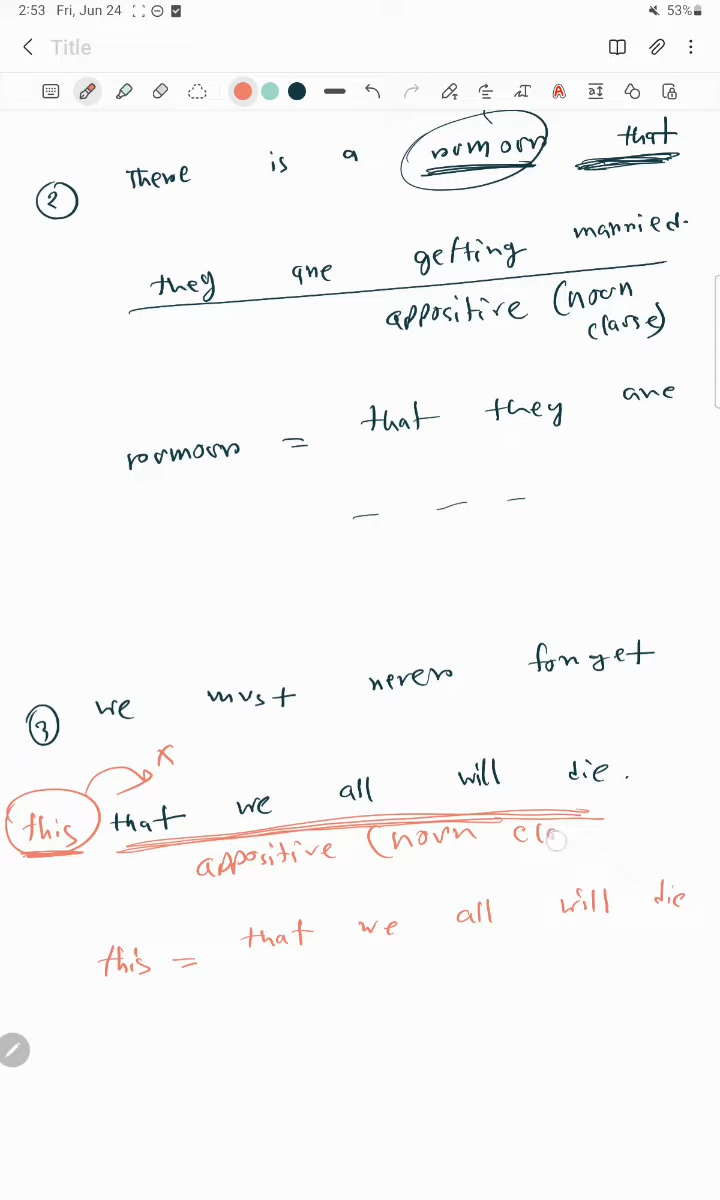 2:53 Fri, Jun 24 53%
Title
② There is a rumour that
they are getting married.
appositive (noun
clause)
rumour = that they are
— — —
③ we must never forget
x
this that we all will die.
appositive (noun cla
this = that we all will die